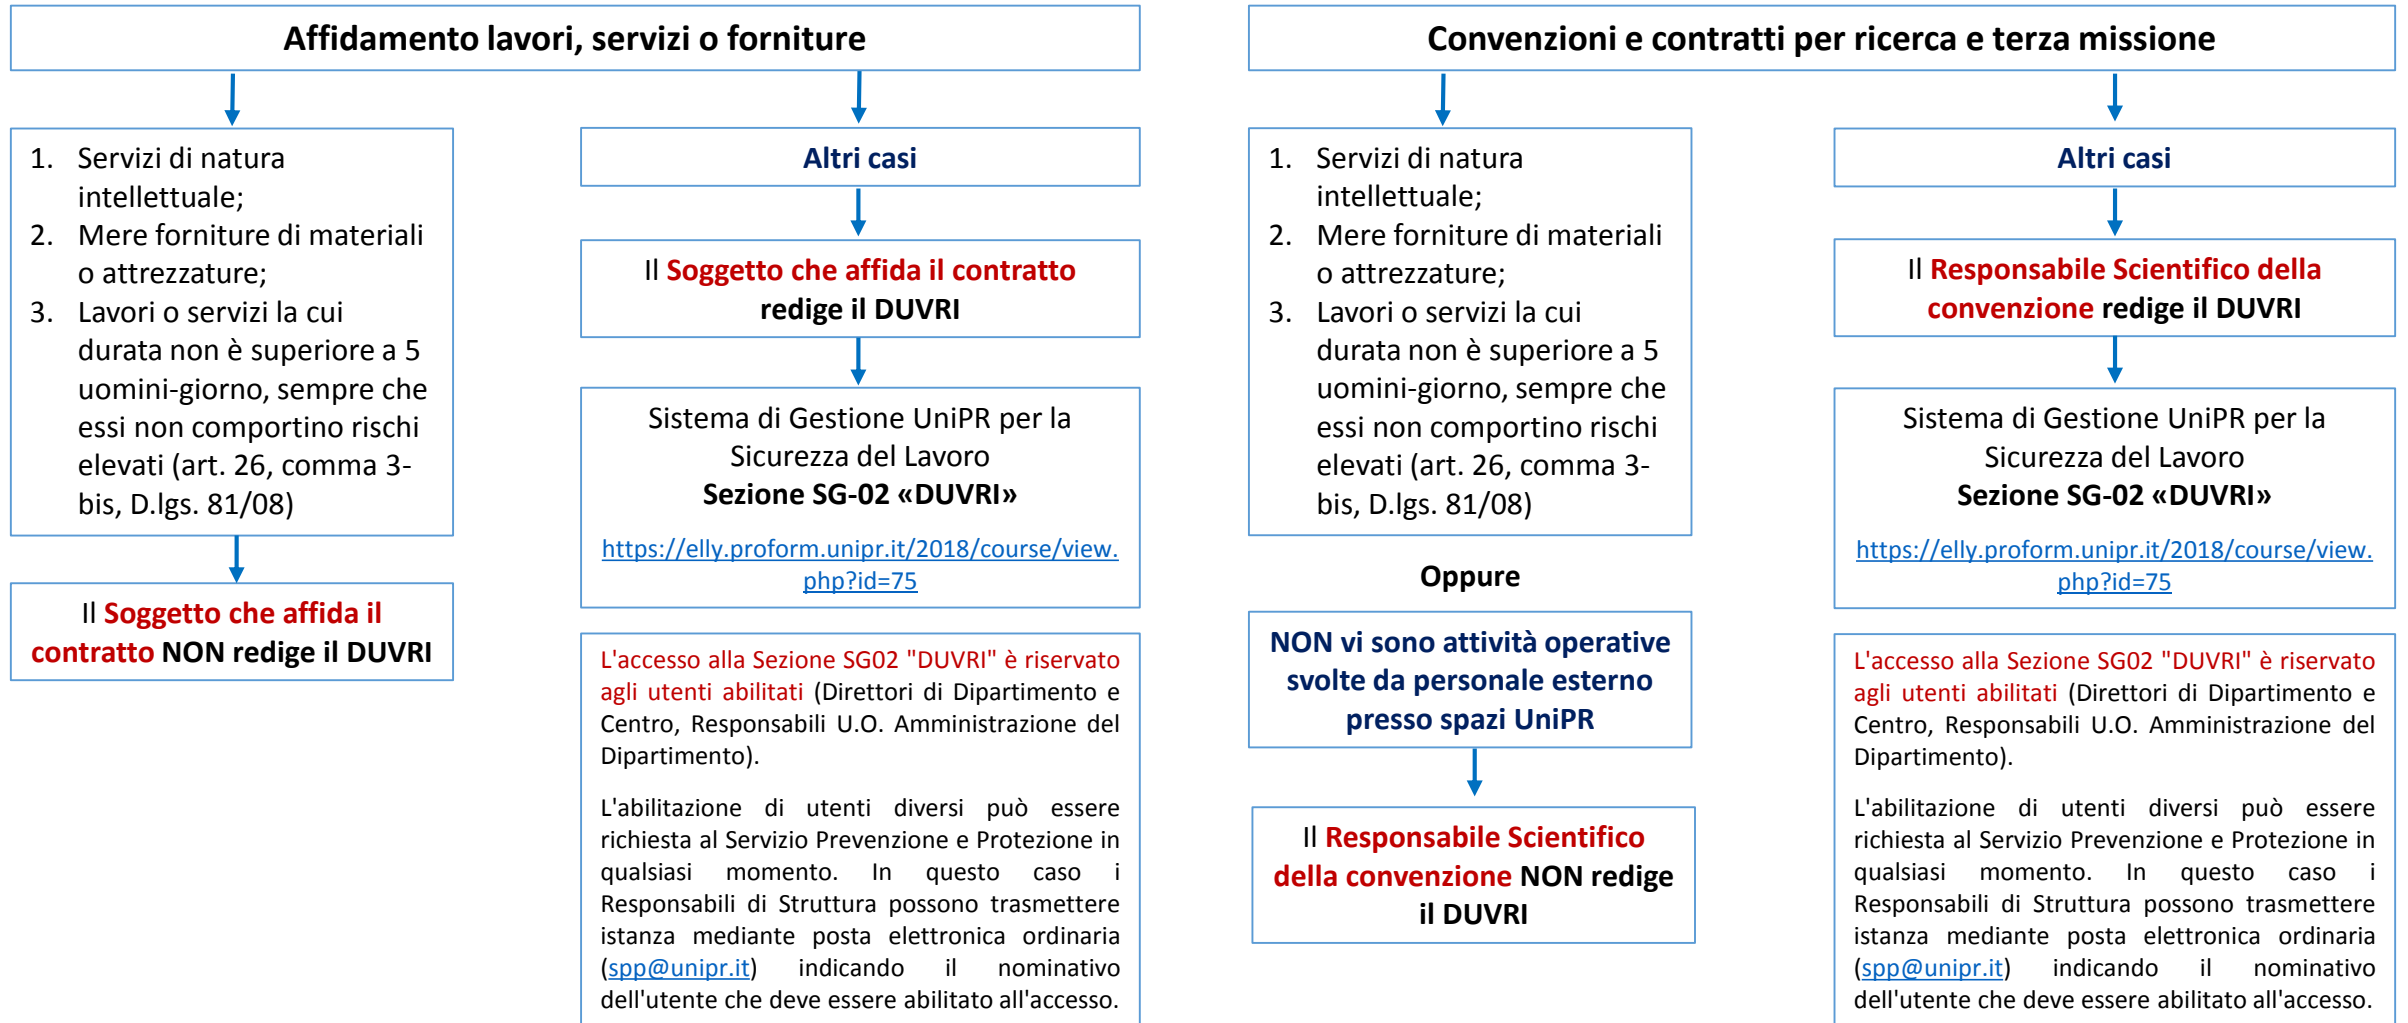 Affidamento lavori, servizi o forniture
1. Servizi di natura
intellettuale;
2. Mere forniture di materiali
o attrezzature;
3. Lavori o servizi la cui
durata non è superiore a 5
uomini-giorno, sempre che
essi non comportino rischi
elevati (art. 26, comma 3-
bis, D.lgs. 81/08)
Il Soggetto che affida il
contratto NON redige il DUVRI
Altri casi
Il Soggetto che affida il contratto
redige il DUVRI
Sistema di Gestione UniPR per la
Sicurezza del Lavoro
Sezione SG-02 «DUVRI»
https://elly.proform.unipr.it/2018/course/view.
php?id=75
L'accesso alla Sezione SG02 "DUVRI" è riservato
agli utenti abilitati (Direttori di Dipartimento e
Centro, Responsabili U.O. Amministrazione del
Dipartimento).
L'abilitazione di utenti diversi può essere
richiesta al Servizio Prevenzione e Protezione in
qualsiasi momento. In questo caso i
Responsabili di Struttura possono trasmettere
istanza mediante posta elettronica ordinaria
(spp@unipr.it) indicando il nominativo
dell'utente che deve essere abilitato all'accesso.
Convenzioni e contratti per ricerca e terza missione
1. Servizi di natura
intellettuale;
2. Mere forniture di materiali
o attrezzature;
3. Lavori o servizi la cui
durata non è superiore a 5
uomini-giorno, sempre che
essi non comportino rischi
elevati (art. 26, comma 3-
bis, D.lgs. 81/08)
Oppure
NON vi sono attività operative
svolte da personale esterno
presso spazi UniPR
Il Responsabile Scientifico
della convenzione NON redige
il DUVRI
Altri casi
Il Responsabile Scientifico della
convenzione redige il DUVRI
Sistema di Gestione UniPR per la
Sicurezza del Lavoro
Sezione SG-02 «DUVRI»
https://elly.proform.unipr.it/2018/course/view.
php?id=75
L'accesso alla Sezione SG02 "DUVRI" è riservato
agli utenti abilitati (Direttori di Dipartimento e
Centro, Responsabili U.O. Amministrazione del
Dipartimento).
L'abilitazione di utenti diversi può essere
richiesta al Servizio Prevenzione e Protezione in
qualsiasi momento. In questo caso i
Responsabili di Struttura possono trasmettere
istanza mediante posta elettronica ordinaria
(spp@unipr.it) indicando il nominativo
dell'utente che deve essere abilitato all'accesso.